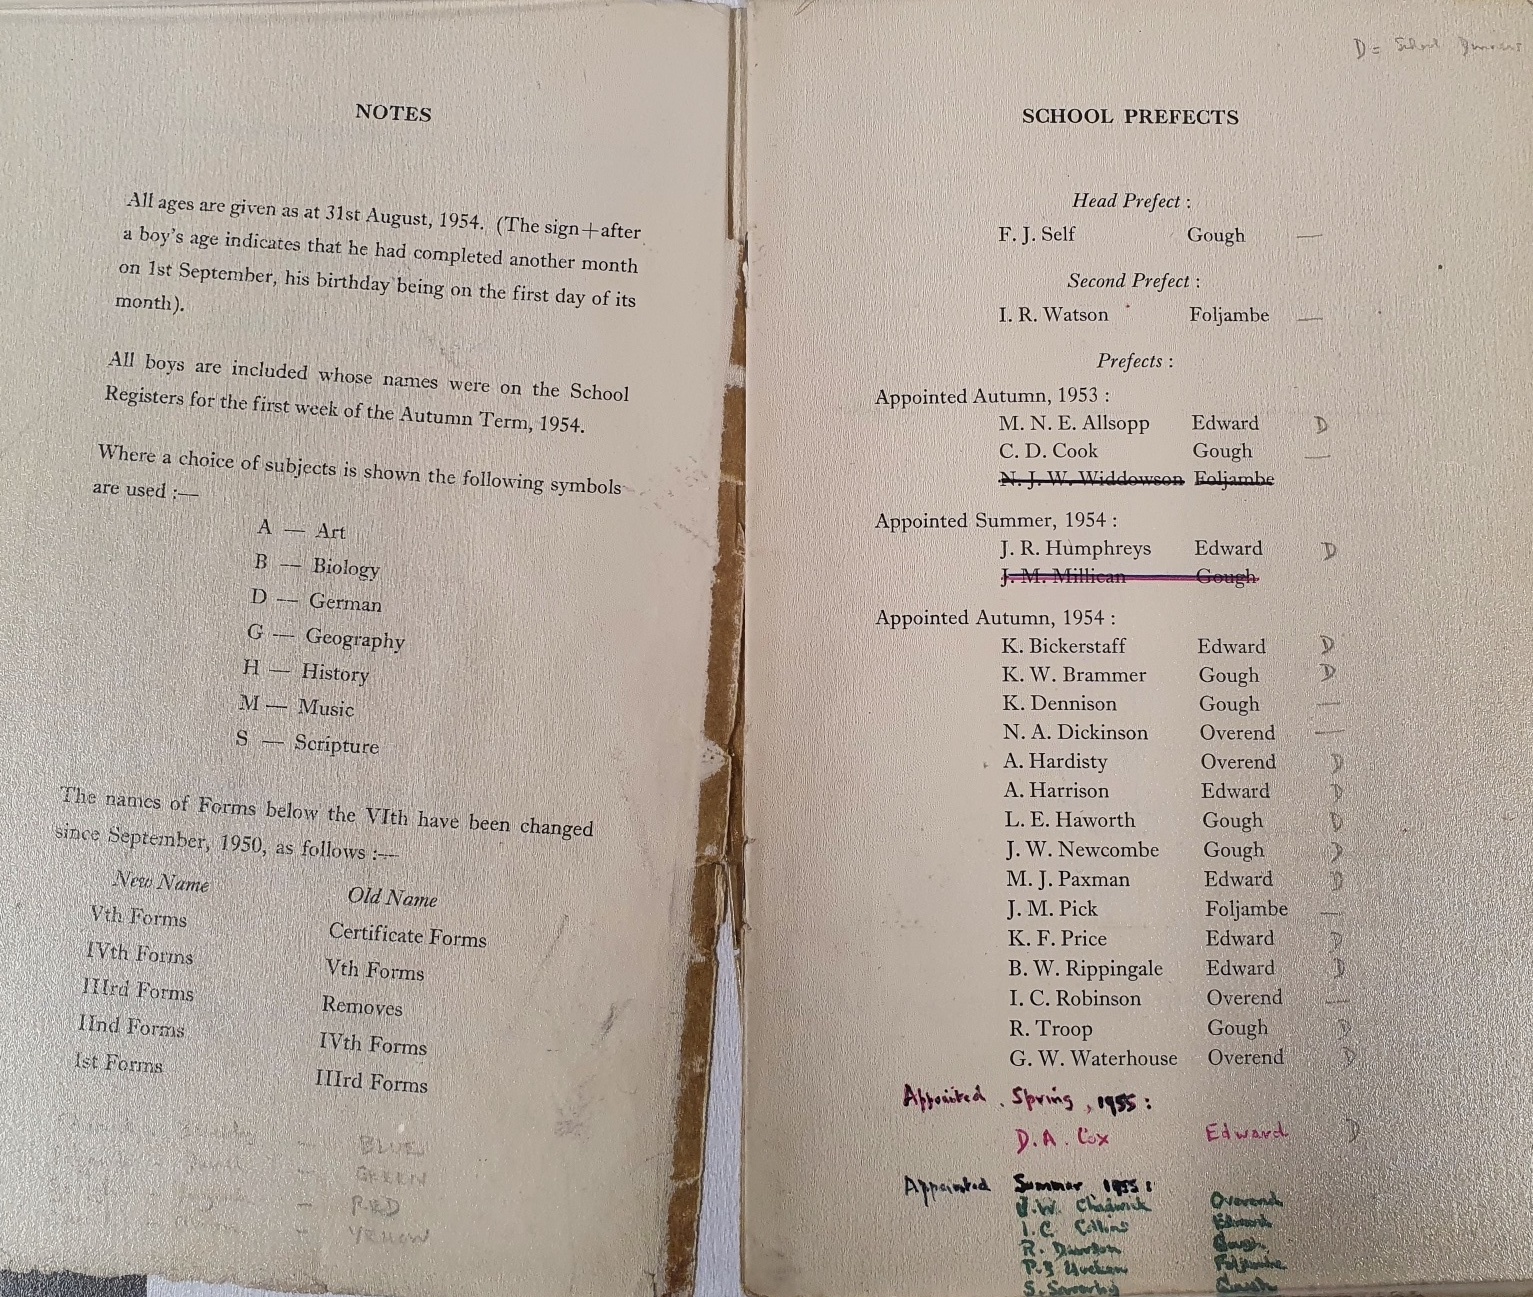 NOTES
All ages are given as at 31st August, 1954. (The sign+after
a boy's age indicates that he had completed another month
on 1st September, his birthday being on the first day of its
month).
All boys are included whose names were on the School
Registers for the first week of the Autumn Term, 1954.
Where a choice of subjects is shown the following symbols
are used :—
A — Art
B — Biology
D — German
G — Geography
H — History
M — Music
S — Scripture
The names of Forms below the VIth have been changed
since September, 1950, as follows :—
New Name Old Name
Vth Forms Certificate Forms
IVth Forms Vth Forms
IIIrd Forms Removes
IInd Forms IVth Forms
1st Forms IIIrd Forms
— BLUE
— GREEN
— RED
— YELLOW
D = School Dinners
SCHOOL PREFECTS
Head Prefect :
F. J. Self Gough —
Second Prefect :
I. R. Watson Foljambe —
Prefects :
Appointed Autumn, 1953 :
M. N. E. Allsopp Edward D
C. D. Cook Gough —
N. J. W. Widdowson Foljambe
Appointed Summer, 1954 :
J. R. Humphreys Edward D
J. M. Millican Gough
Appointed Autumn, 1954 :
K. Bickerstaff Edward D
K. W. Brammer Gough D
K. Dennison Gough —
N. A. Dickinson Overend —
A. Hardisty Overend D
A. Harrison Edward D
L. E. Haworth Gough D
J. W. Newcombe Gough D
M. J. Paxman Edward D
J. M. Pick Foljambe —
K. F. Price Edward D
B. W. Rippingale Edward D
I. C. Robinson Overend —
R. Troop Gough D
G. W. Waterhouse Overend D
Appointed Spring, 1955 :
D. A. Cox Edward D
Appointed Summer 1955 :
J. W. Chadwick Overend
I. C. Collins Edward
R. Gough
P. J. Foljambe
S. Gough